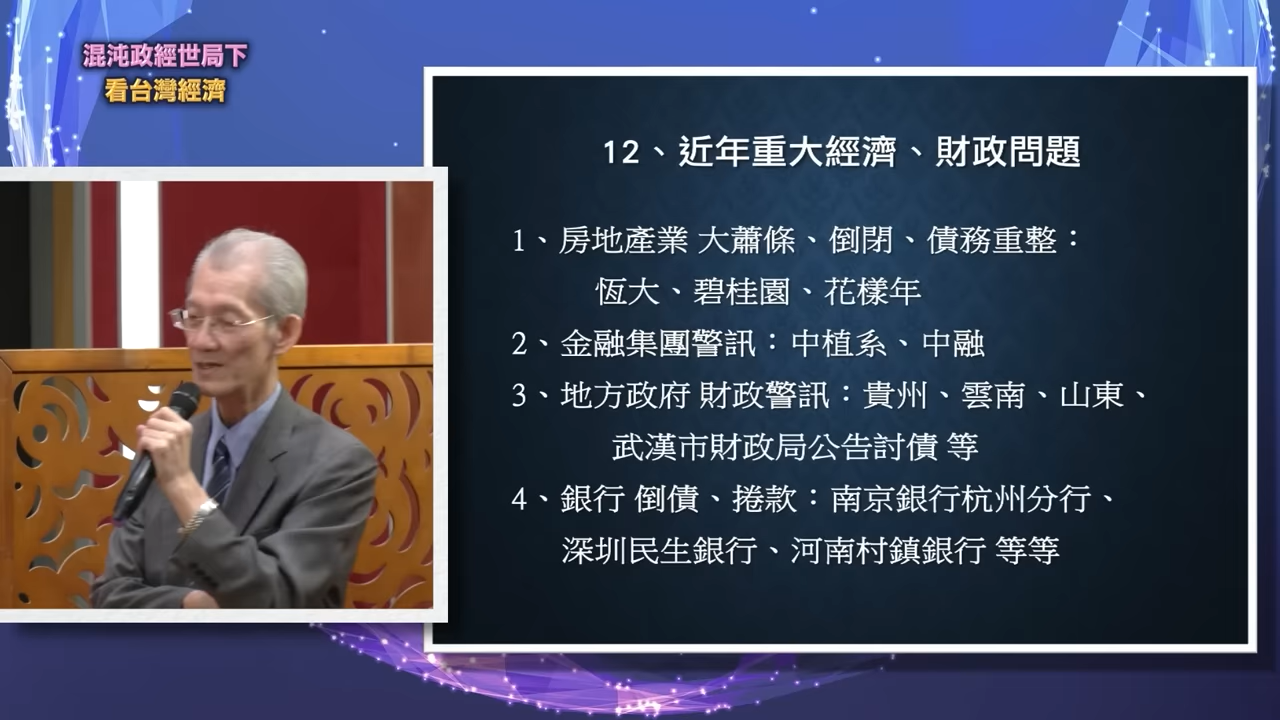 混沌政經世局下
看台灣經濟
12、近年重大經濟、財政問題
1、房地產業 大蕭條、倒閉、債務重整：
恆大、碧桂園、花樣年
2、金融集團警訊：中植系、中融
3、地方政府 財政警訊：貴州、雲南、山東、
武漢市財政局公告討債 等
4、銀行 倒債、捲款：南京銀行杭州分行、
深圳民生銀行、河南村鎮銀行 等等